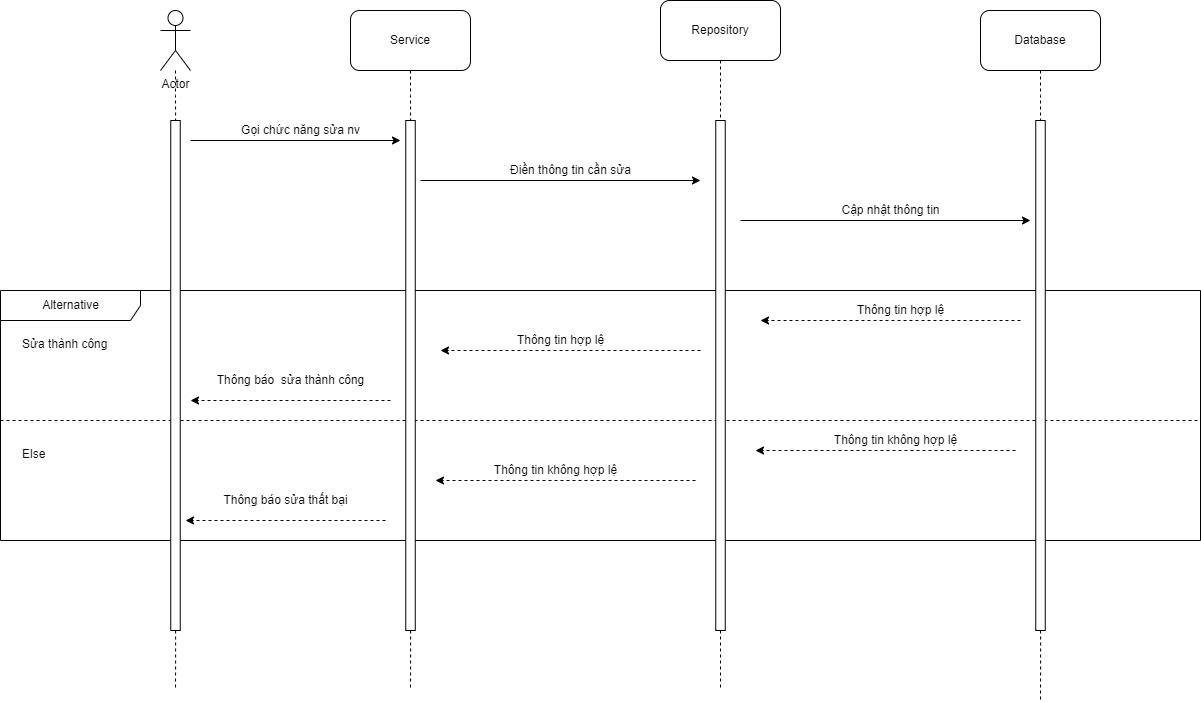 Service
Repository
Database
Actor
Gọi chức năng sửa nv
Điền thông tin cần sửa
Cập nhật thông tin
Alternative
Thông tin hợp lệ
Thông tin hợp lệ
Sửa thành công
Thông báo  sửa thành công
Thông tin không hợp lệ
Else
Thông tin không hợp lệ
Thông báo sửa thất bại